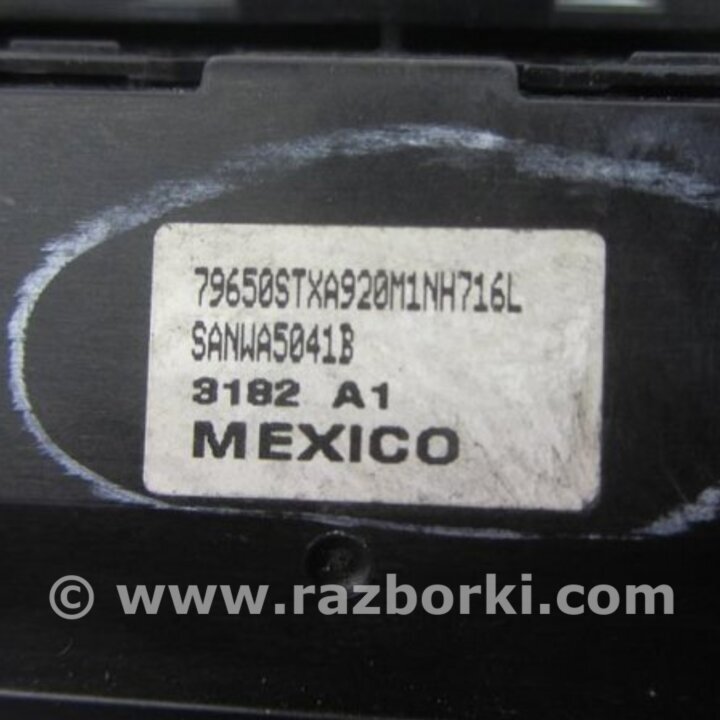 79650STXA920M1NH716L
SANWA5041B
3182 A1
MEXICO
© www.razborki.com